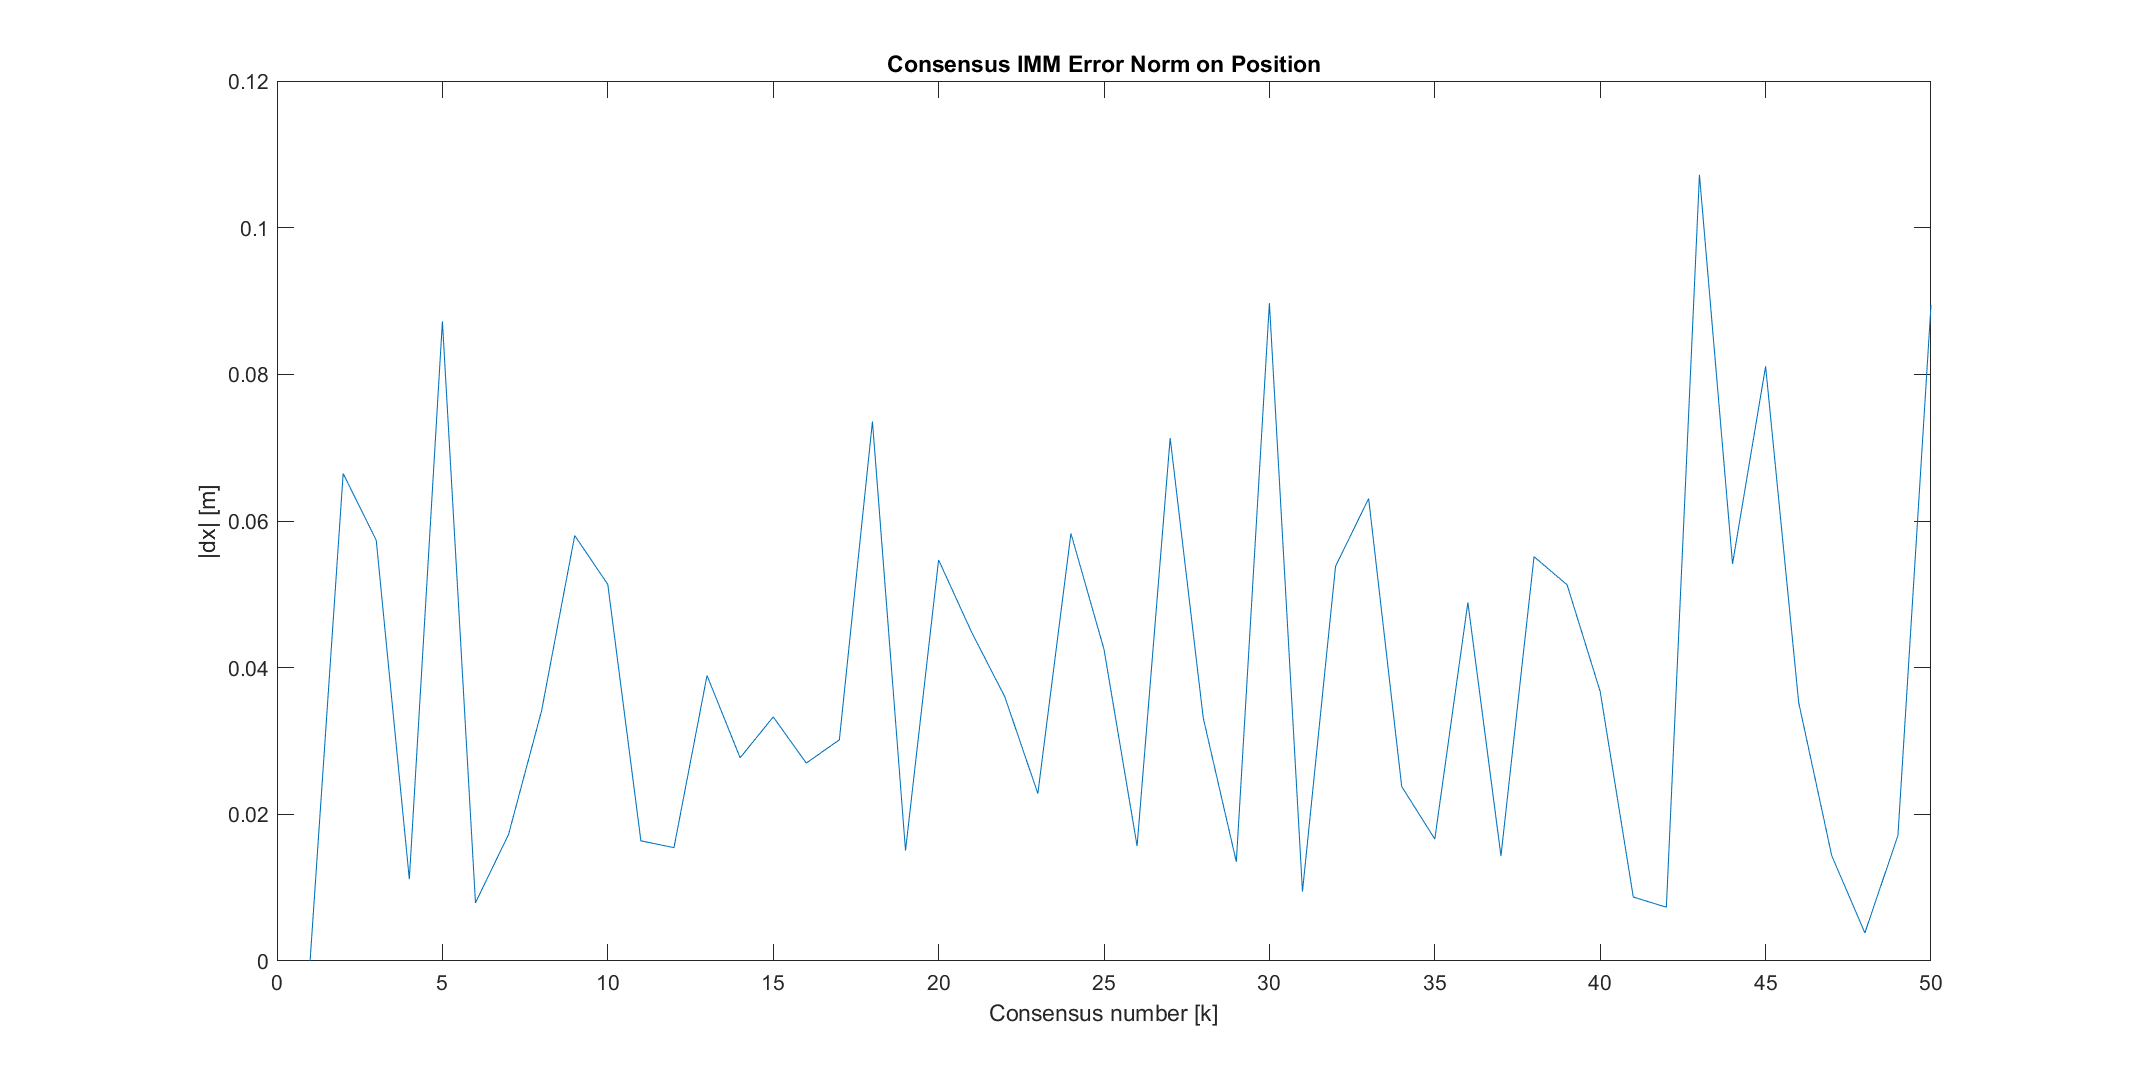 Consensus IMM Error Norm on Position
0.12
0.1
0.08
0.06
0.04
0.02
0
|dx| [m]
0 5 10 15 20 25 30 35 40 45 50
Consensus number [k]